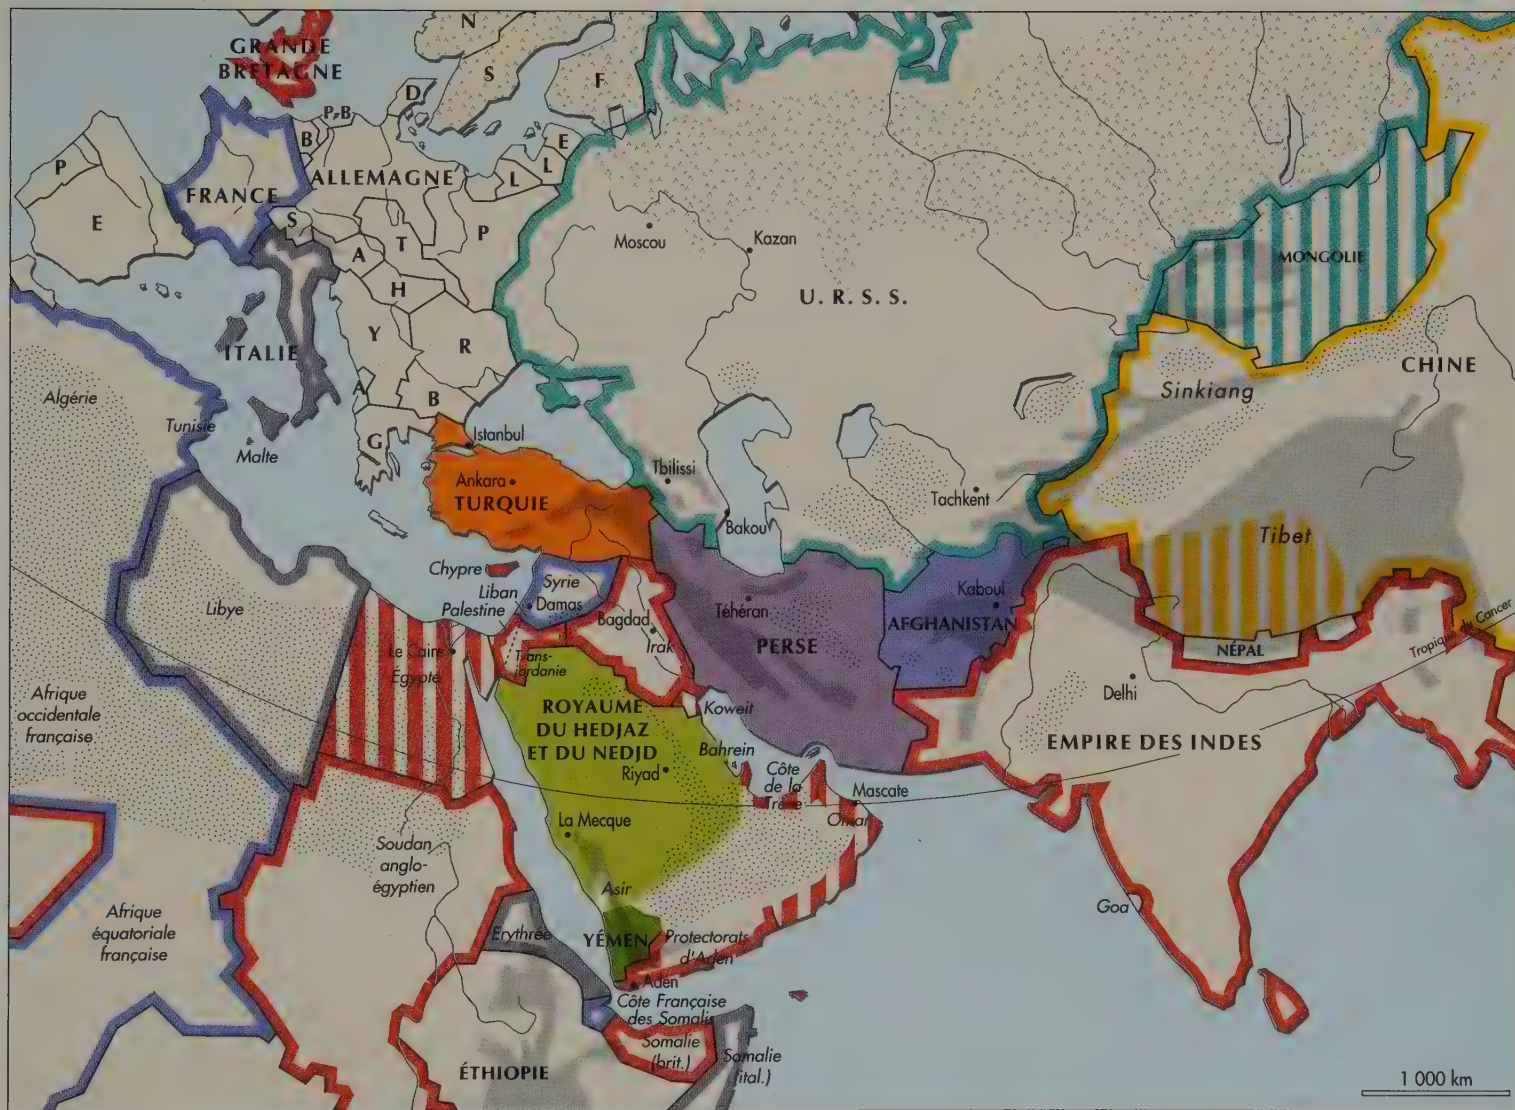 N
GRANDE
BRETAGNE
S
F
D
P-B
B
E
L
L
P
FRANCE
ALLEMAGNE
E
S
A
T
P
H
Moscou
Kazan
MONGOLIE
U. R. S. S.
Y
R
ITALIE
CHINE
Algérie
A
B
Sinkiang
Tunisie
G
Istanbul
Malte
Tbilissi
Ankara
TURQUIE
Tachkent
Bakou
Tibet
Chypre
Syrie
Liban
Damas
Palestine
Kaboul
Libye
Téhéran
Bagdad
AFGHANISTAN
Tropique du Cancer
Irak
PERSE
NÉPAL
Le Caire
Égypte
Trans-
jordanie
Delhi
Afrique
occidentale
française
ROYAUME
DU HEDJAZ
ET DU NEDJD
Koweit
EMPIRE DES INDES
Bahrein
Riyad
Côte
de la
Trêve
Mascate
Oman
La Mecque
Soudan
anglo-
égyptien
Asir
Goa
Afrique
équatoriale
française
Erythrée
YÉMEN
Protectorats
d'Aden
Aden
Côte Française
des Somalis
Somalie
(brit.)
Somalie
(ital.)
ÉTHIOPIE
1 000 km